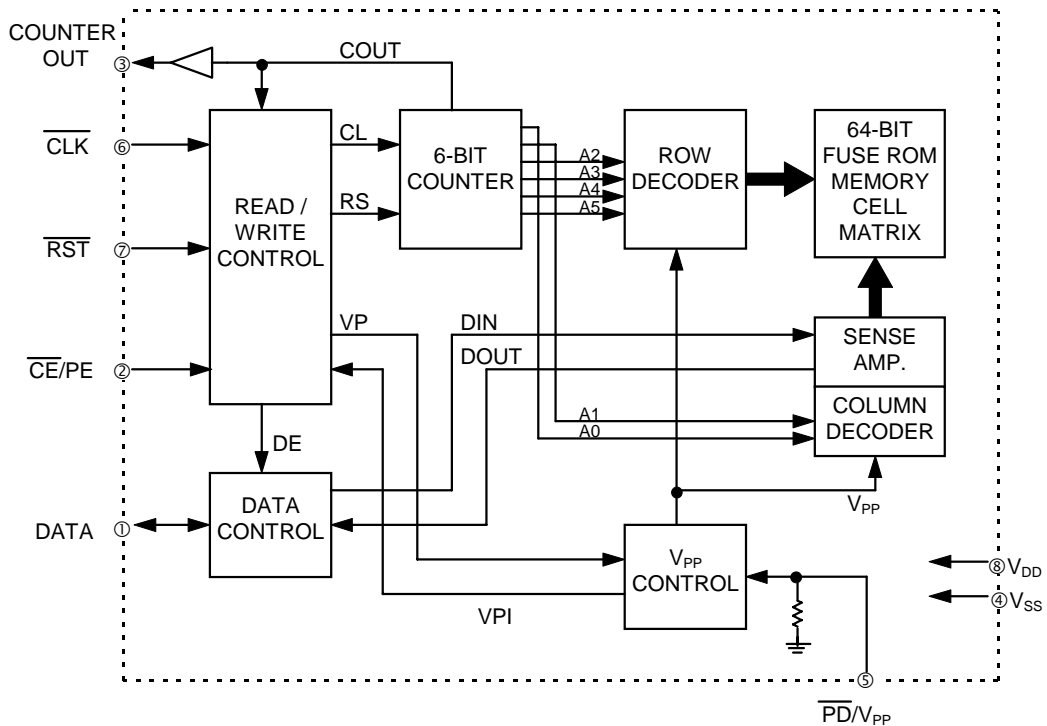 COUNTER
OUT
③
COUT
CLK
⑥
RST
⑦
CE/PE
②
READ /
WRITE
CONTROL
CL
RS
6-BIT
COUNTER
A2
A3
A4
A5
ROW
DECODER
64-BIT
FUSE ROM
MEMORY
CELL
MATRIX
VP
DIN
DOUT
SENSE
AMP.
A1
A0
COLUMN
DECODER
DE
DATA
①
DATA
CONTROL
VPP
VPP
CONTROL
VPI
⑧VDD
④VSS
⑤
PD/VPP